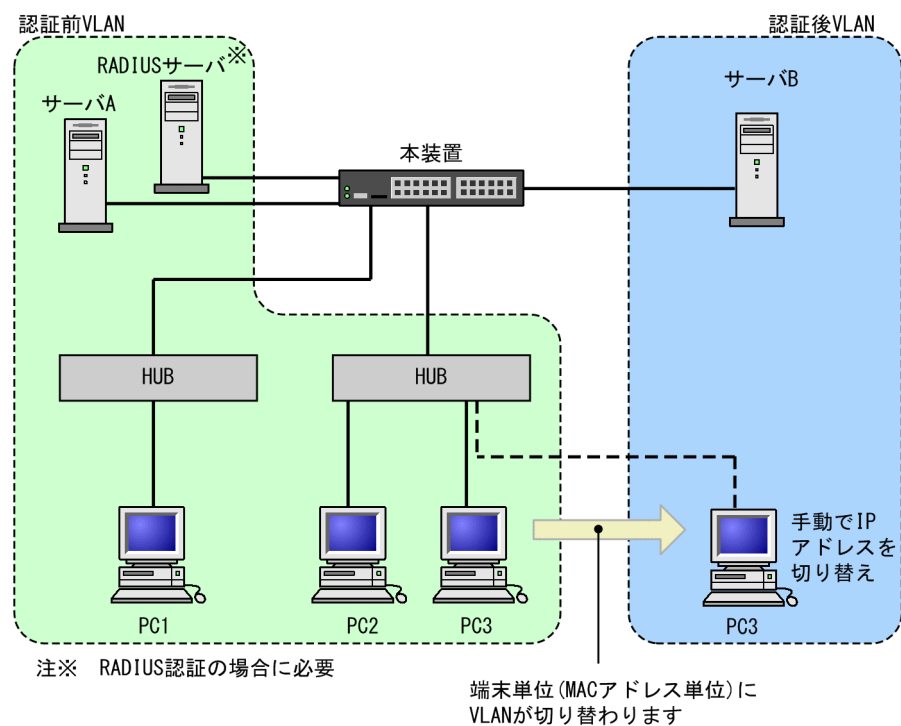 認証前VLAN
認証後VLAN
RADIUSサーバ※
サーバA
サーバB
本装置
HUB
HUB
手動でIP
アドレスを
切り替え
PC1
PC2
PC3
PC3
注※ RADIUS認証の場合に必要
端末単位(MACアドレス単位)に
VLANが切り替わります